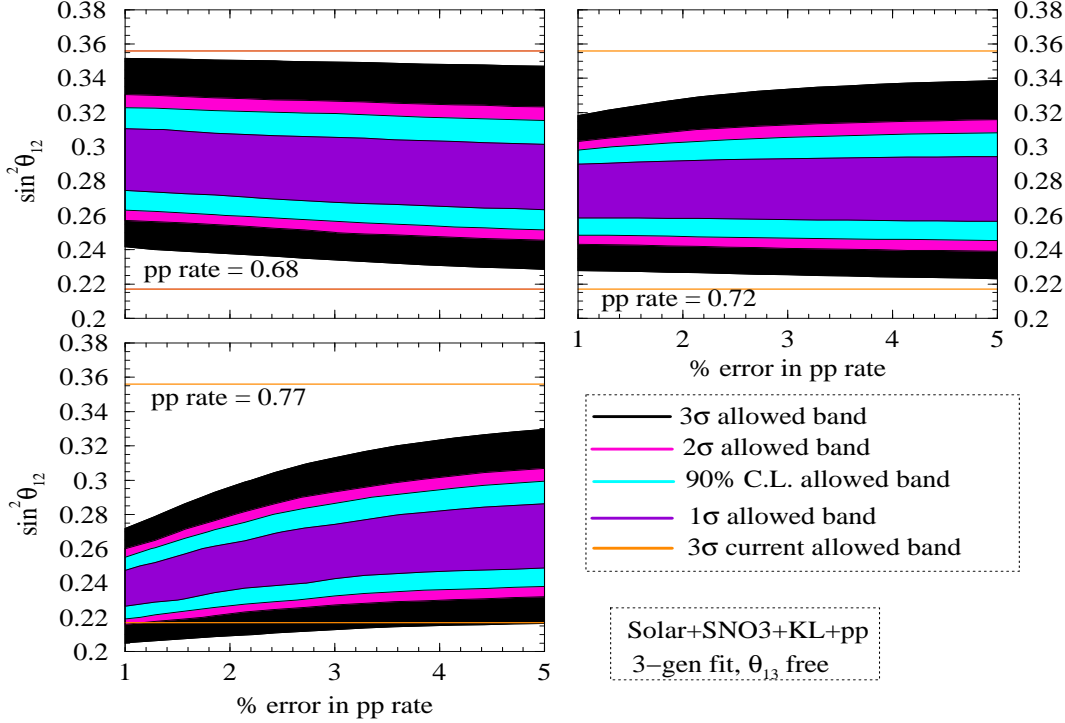 0.38
0.36
0.34
0.32
0.3
0.28
0.26
0.24
0.22
0.2
sin²θ₁₂
pp rate = 0.68
0.38
0.36
0.34
0.32
0.3
0.28
0.26
0.24
0.22
0.2
pp rate = 0.72
1 2 3 4 5
% error in pp rate
0.38
0.36
0.34
0.32
0.3
0.28
0.26
0.24
0.22
0.2
sin²θ₁₂
pp rate = 0.77
1 2 3 4 5
% error in pp rate
3σ allowed band
2σ allowed band
90% C.L. allowed band
1σ allowed band
3σ current allowed band
Solar+SNO3+KL+pp
3−gen fit, θ₁₃ free